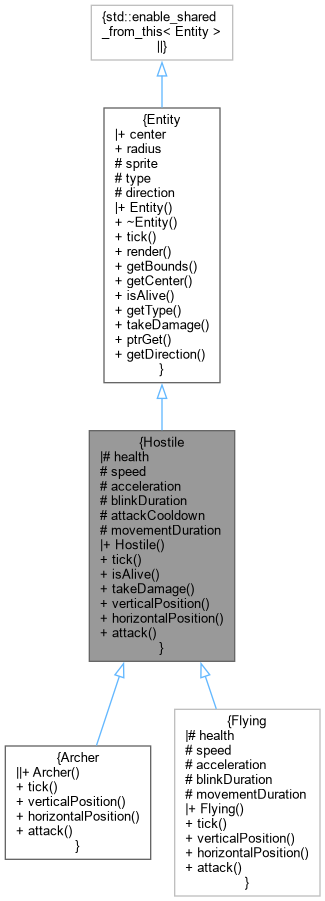 {std::enable_shared
_from_this< Entity >
||}
{Entity
|+ center
+ radius
# sprite
# type
# direction
|+ Entity()
+ ~Entity()
+ tick()
+ render()
+ getBounds()
+ getCenter()
+ isAlive()
+ getType()
+ takeDamage()
+ ptrGet()
+ getDirection()
}
{Hostile
|# health
# speed
# acceleration
# blinkDuration
# attackCooldown
# movementDuration
|+ Hostile()
+ tick()
+ isAlive()
+ takeDamage()
+ verticalPosition()
+ horizontalPosition()
+ attack()
}
{Archer
||+ Archer()
+ tick()
+ verticalPosition()
+ horizontalPosition()
+ attack()
}
{Flying
|# health
# speed
# acceleration
# blinkDuration
# movementDuration
|+ Flying()
+ tick()
+ verticalPosition()
+ horizontalPosition()
+ attack()
}